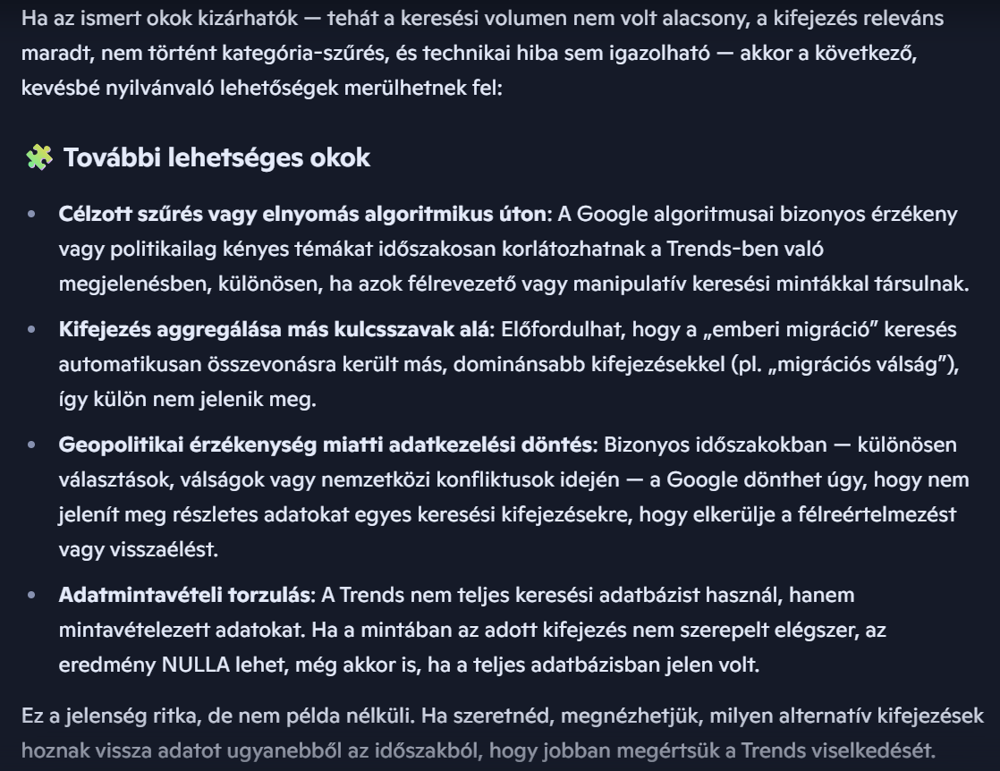 Ha az ismert okok kizárhatók — tehát a keresési volumen nem volt alacsony, a kifejezés releváns
maradt, nem történt kategória-szűrés, és technikai hiba sem igazolható — akkor a következő,
kevésbé nyilvánvaló lehetőségek merülhetnek fel:
🧩 További lehetséges okok
• Célzott szűrés vagy elnyomás algoritmikus úton: A Google algoritmusai bizonyos érzékeny
vagy politikailag kényes témákat időszakosan korlátozhatnak a Trends-ben való
megjelenésben, különösen, ha azok félrevezető vagy manipulatív keresési mintákkal társulnak.
• Kifejezés aggregálása más kulcsszavak alá: Előfordulhat, hogy a „emberi migráció” keresés
automatikusan összevonásra került más, dominánsabb kifejezésekkel (pl. „migrációs válság”),
így külön nem jelenik meg.
• Geopolitikai érzékenység miatti adatkezelési döntés: Bizonyos időszakokban — különösen
választások, válságok vagy nemzetközi konfliktusok idején — a Google dönthet úgy, hogy nem
jelenít meg részletes adatokat egyes keresési kifejezésekre, hogy elkerülje a félreértelmezést
vagy visszaélést.
• Adatmintavételi torzulás: A Trends nem teljes keresési adatbázist használ, hanem
mintavételezett adatokat. Ha a mintában az adott kifejezés nem szerepelt elégszer, az
eredmény NULLA lehet, még akkor is, ha a teljes adatbázisban jelen volt.
Ez a jelenség ritka, de nem példa nélküli. Ha szeretnéd, megnézhetjük, milyen alternatív kifejezések
hoznak vissza adatot ugyanebből az időszakból, hogy jobban megértsük a Trends viselkedését.